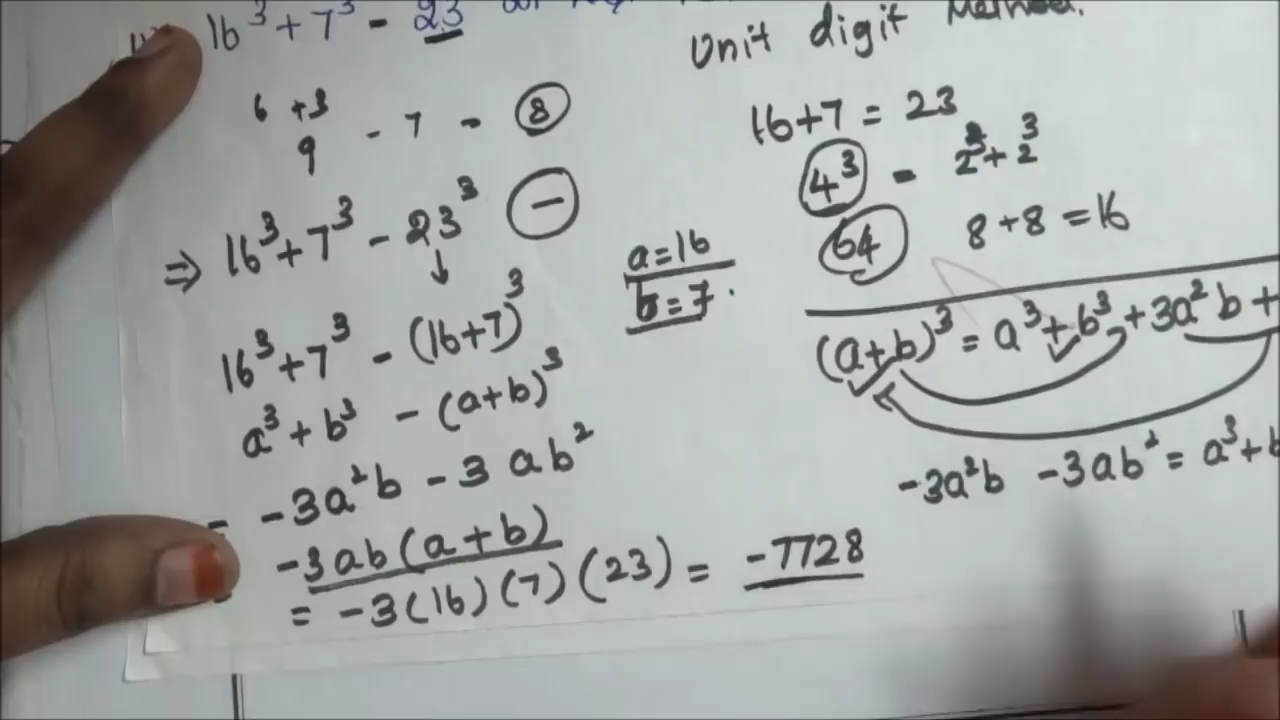 16³ + 7³ - 23
Unit digit Method.
6 + 3
9 - 7 - 8
⇒ 16³ + 7³ - 23³ −
↓
16³ + 7³ - (16+7)³
a³ + b³ - (a+b)³
= -3a²b - 3ab²
-3ab(a+b)
= -3(16)(7)(23) = -7728
a=16
b=7.
16+7 = 23
4³ - 2³ + 2³
64 8+8=16
(a+b)³ = a³ + b³ + 3a²b +
-3a²b -3ab² = a³ + b